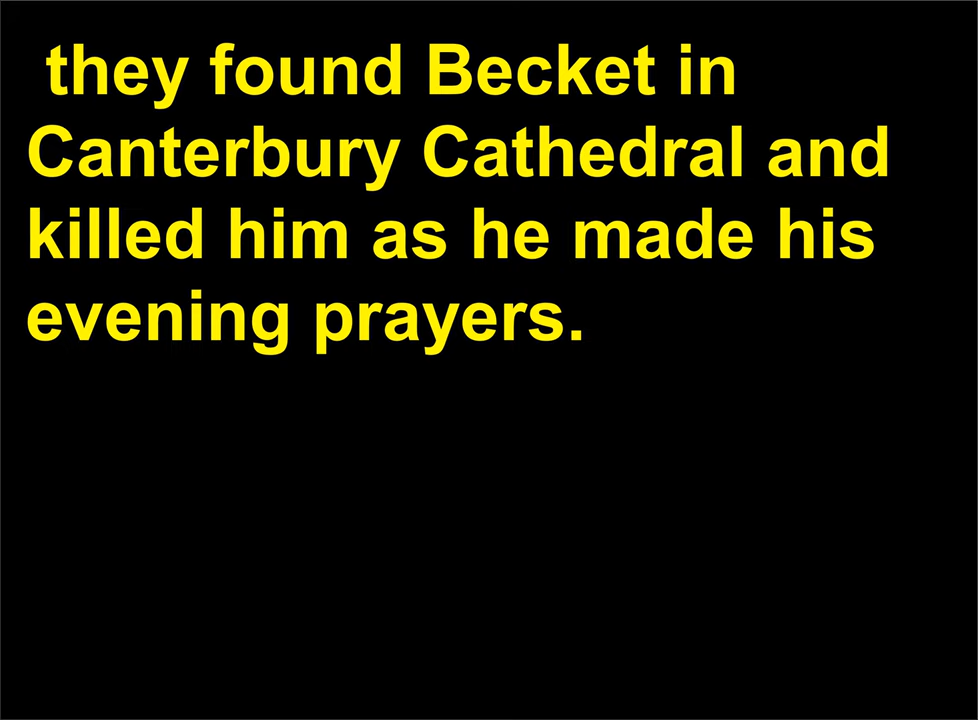 they found Becket in
Canterbury Cathedral and
killed him as he made his
evening prayers.